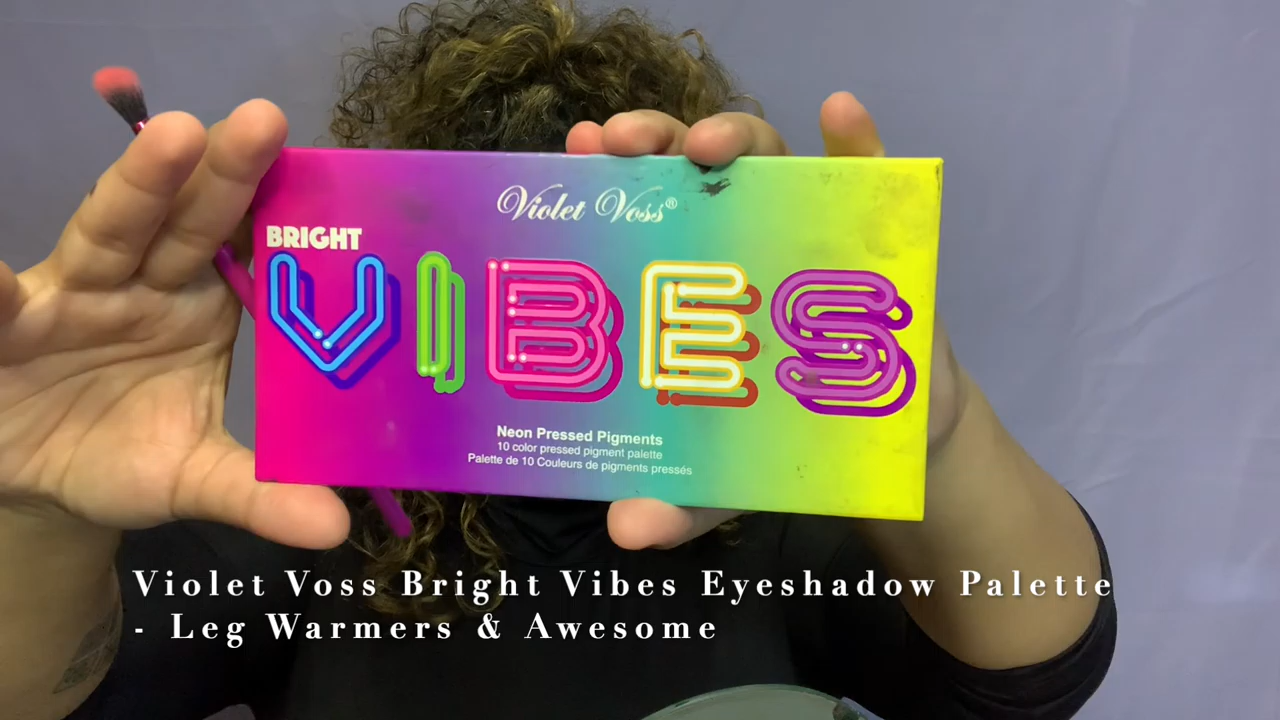 Violet Voss®
BRIGHT
VIBES
Neon Pressed Pigments
10 color pressed pigment palette
Palette de 10 Couleurs de pigments pressés
Violet Voss Bright Vibes Eyeshadow Palette
- Leg Warmers & Awesome